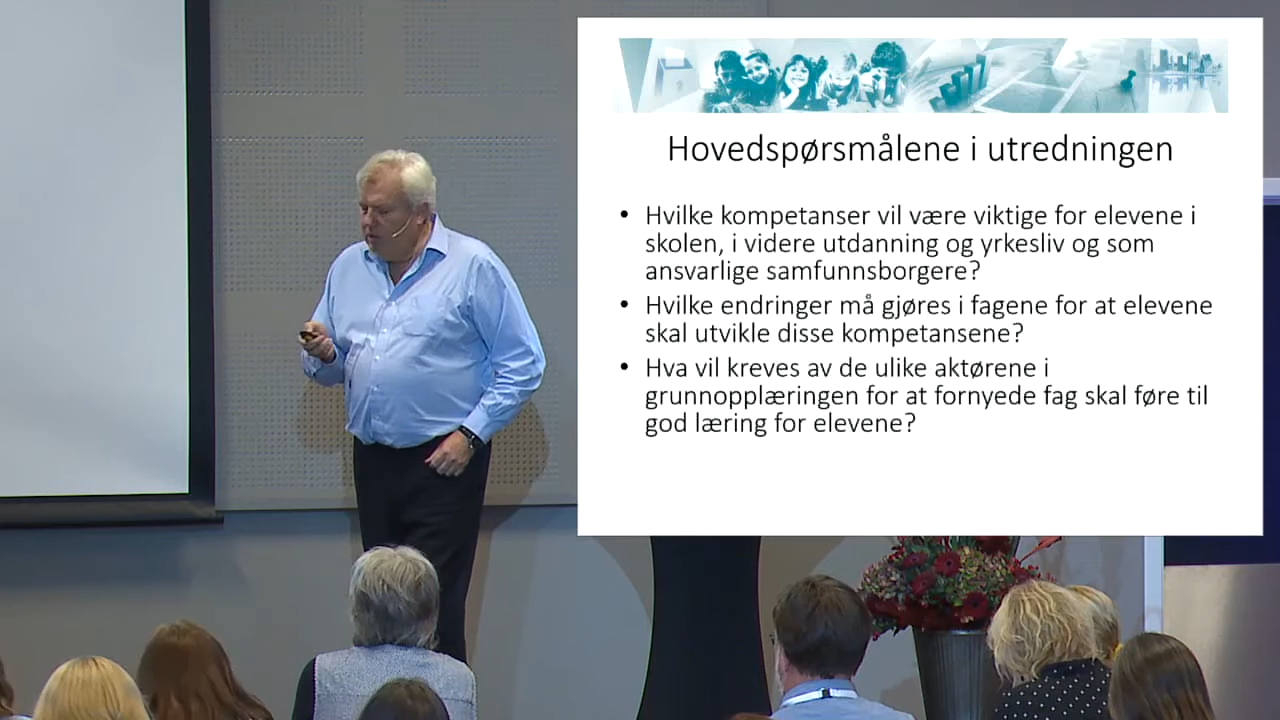 Hovedspørsmålene i utredningen
• Hvilke kompetanser vil være viktige for elevene i
skolen, i videre utdanning og yrkesliv og som
ansvarlige samfunnsborgere?
• Hvilke endringer må gjøres i fagene for at elevene
skal utvikle disse kompetansene?
• Hva vil kreves av de ulike aktørene i
grunnopplæringen for at fornyede fag skal føre til
god læring for elevene?